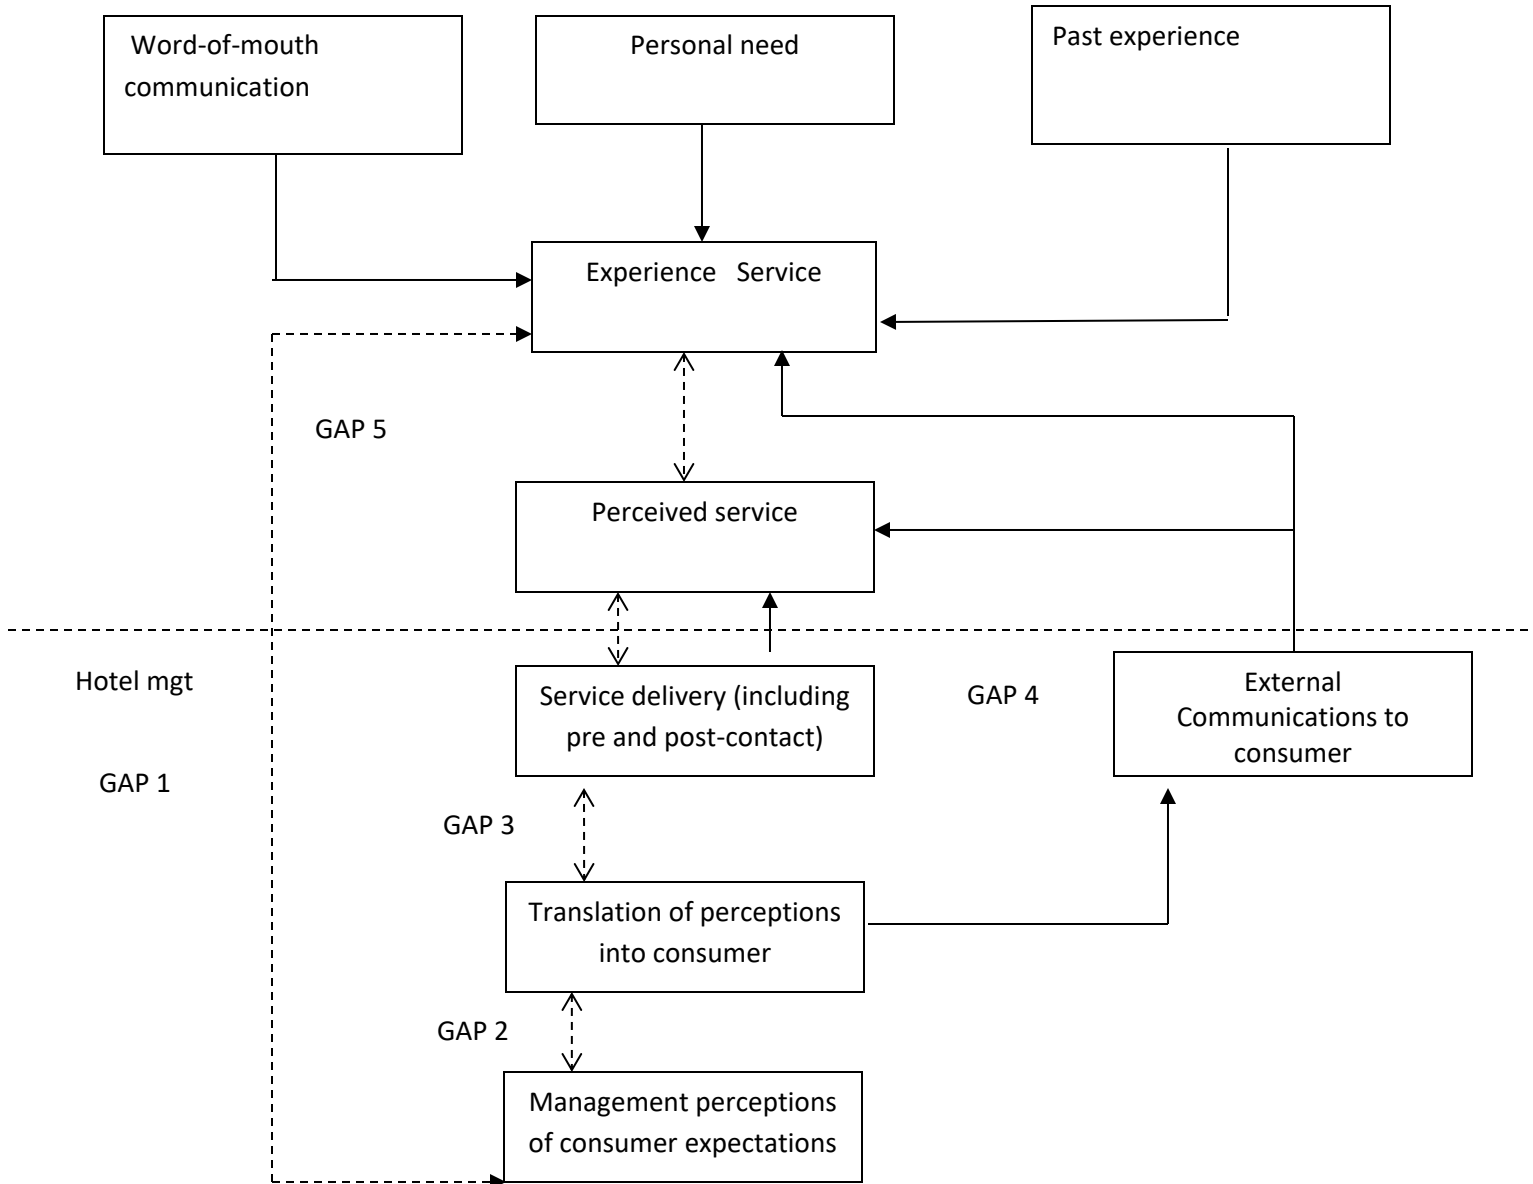 Word-of-mouth
communication
Personal need
Past experience
Experience Service
GAP 5
Perceived service
Hotel mgt
Service delivery (including
pre and post-contact)
GAP 4
External
Communications to
consumer
GAP 1
GAP 3
Translation of perceptions
into consumer
GAP 2
Management perceptions
of consumer expectations